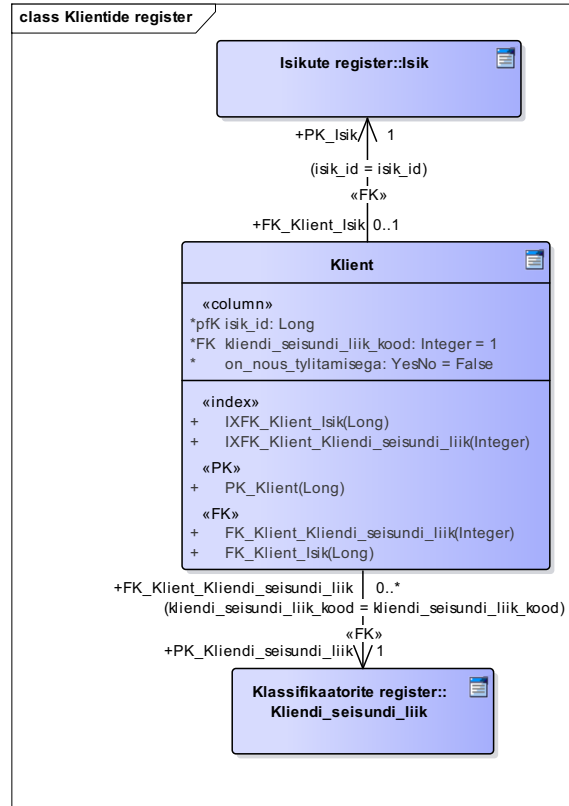 class Klientide register
Isikute register::Isik
+PK_Isik 1
(isik_id = isik_id)
«FK»
+FK_Klient_Isik 0..1
Klient
«column»
*pfK isik_id: Long
*FK kliendi_seisundi_liik_kood: Integer = 1
* on_nous_tylitamisega: YesNo = False
«index»
+ IXFK_Klient_Isik(Long)
+ IXFK_Klient_Kliendi_seisundi_liik(Integer)
«PK»
+ PK_Klient(Long)
«FK»
+ FK_Klient_Kliendi_seisundi_liik(Integer)
+ FK_Klient_Isik(Long)
+FK_Klient_Kliendi_seisundi_liik 0..*
(kliendi_seisundi_liik_kood = kliendi_seisundi_liik_kood)
«FK»
+PK_Kliendi_seisundi_liik 1
Klassifikaatorite register::
Kliendi_seisundi_liik